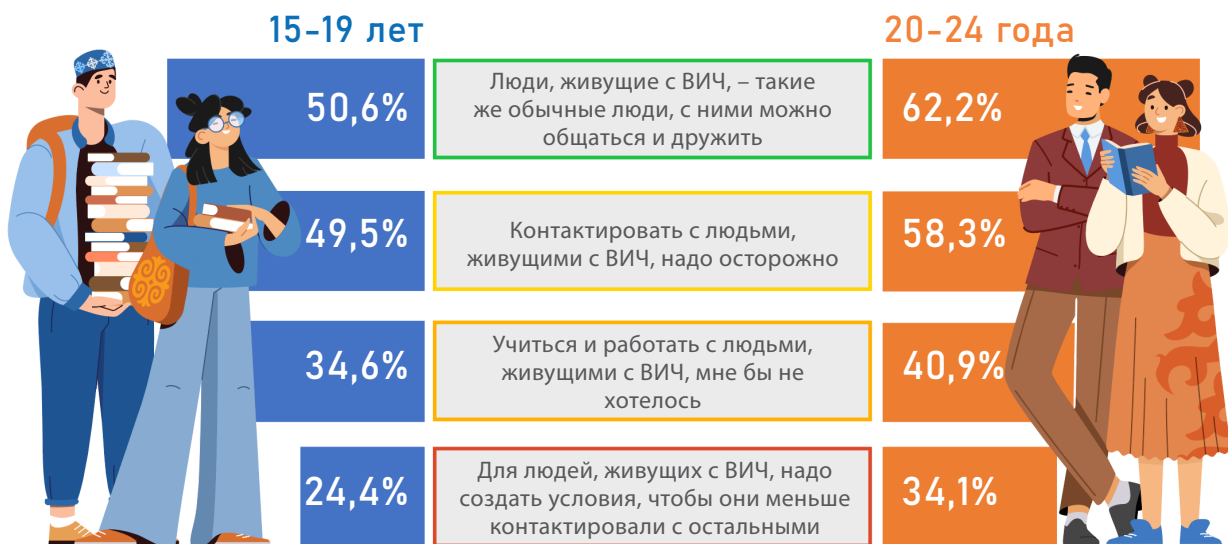 15-19 лет
20-24 года
50,6%
Люди, живущие с ВИЧ, – такие
же обычные люди, с ними можно
общаться и дружить
62,2%
49,5%
Контактировать с людьми,
живущими с ВИЧ, надо осторожно
58,3%
34,6%
Учиться и работать с людьми,
живущими с ВИЧ, мне бы не
хотелось
40,9%
24,4%
Для людей, живущих с ВИЧ, надо
создать условия, чтобы они меньше
контактировали с остальными
34,1%